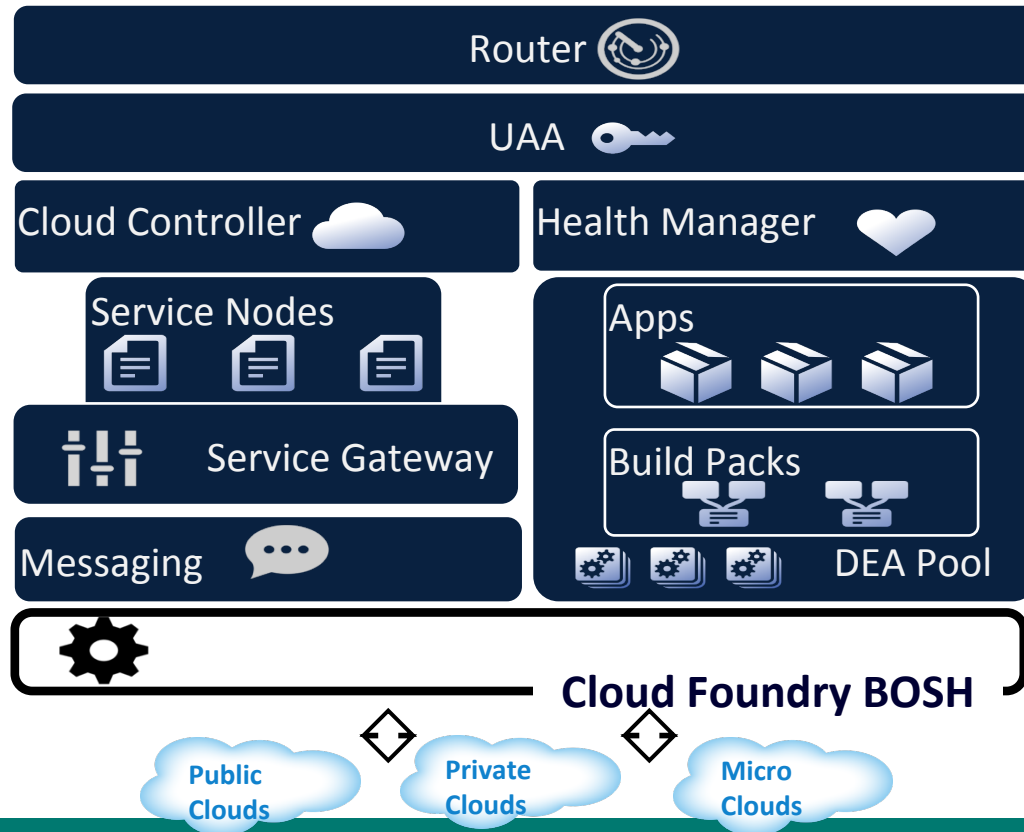 Router
UAA
Cloud Controller
Health Manager
Service Nodes
Apps
Service Gateway
Build Packs
Messaging
DEA Pool
Cloud Foundry BOSH
Public
Clouds
Private
Clouds
Micro
Clouds